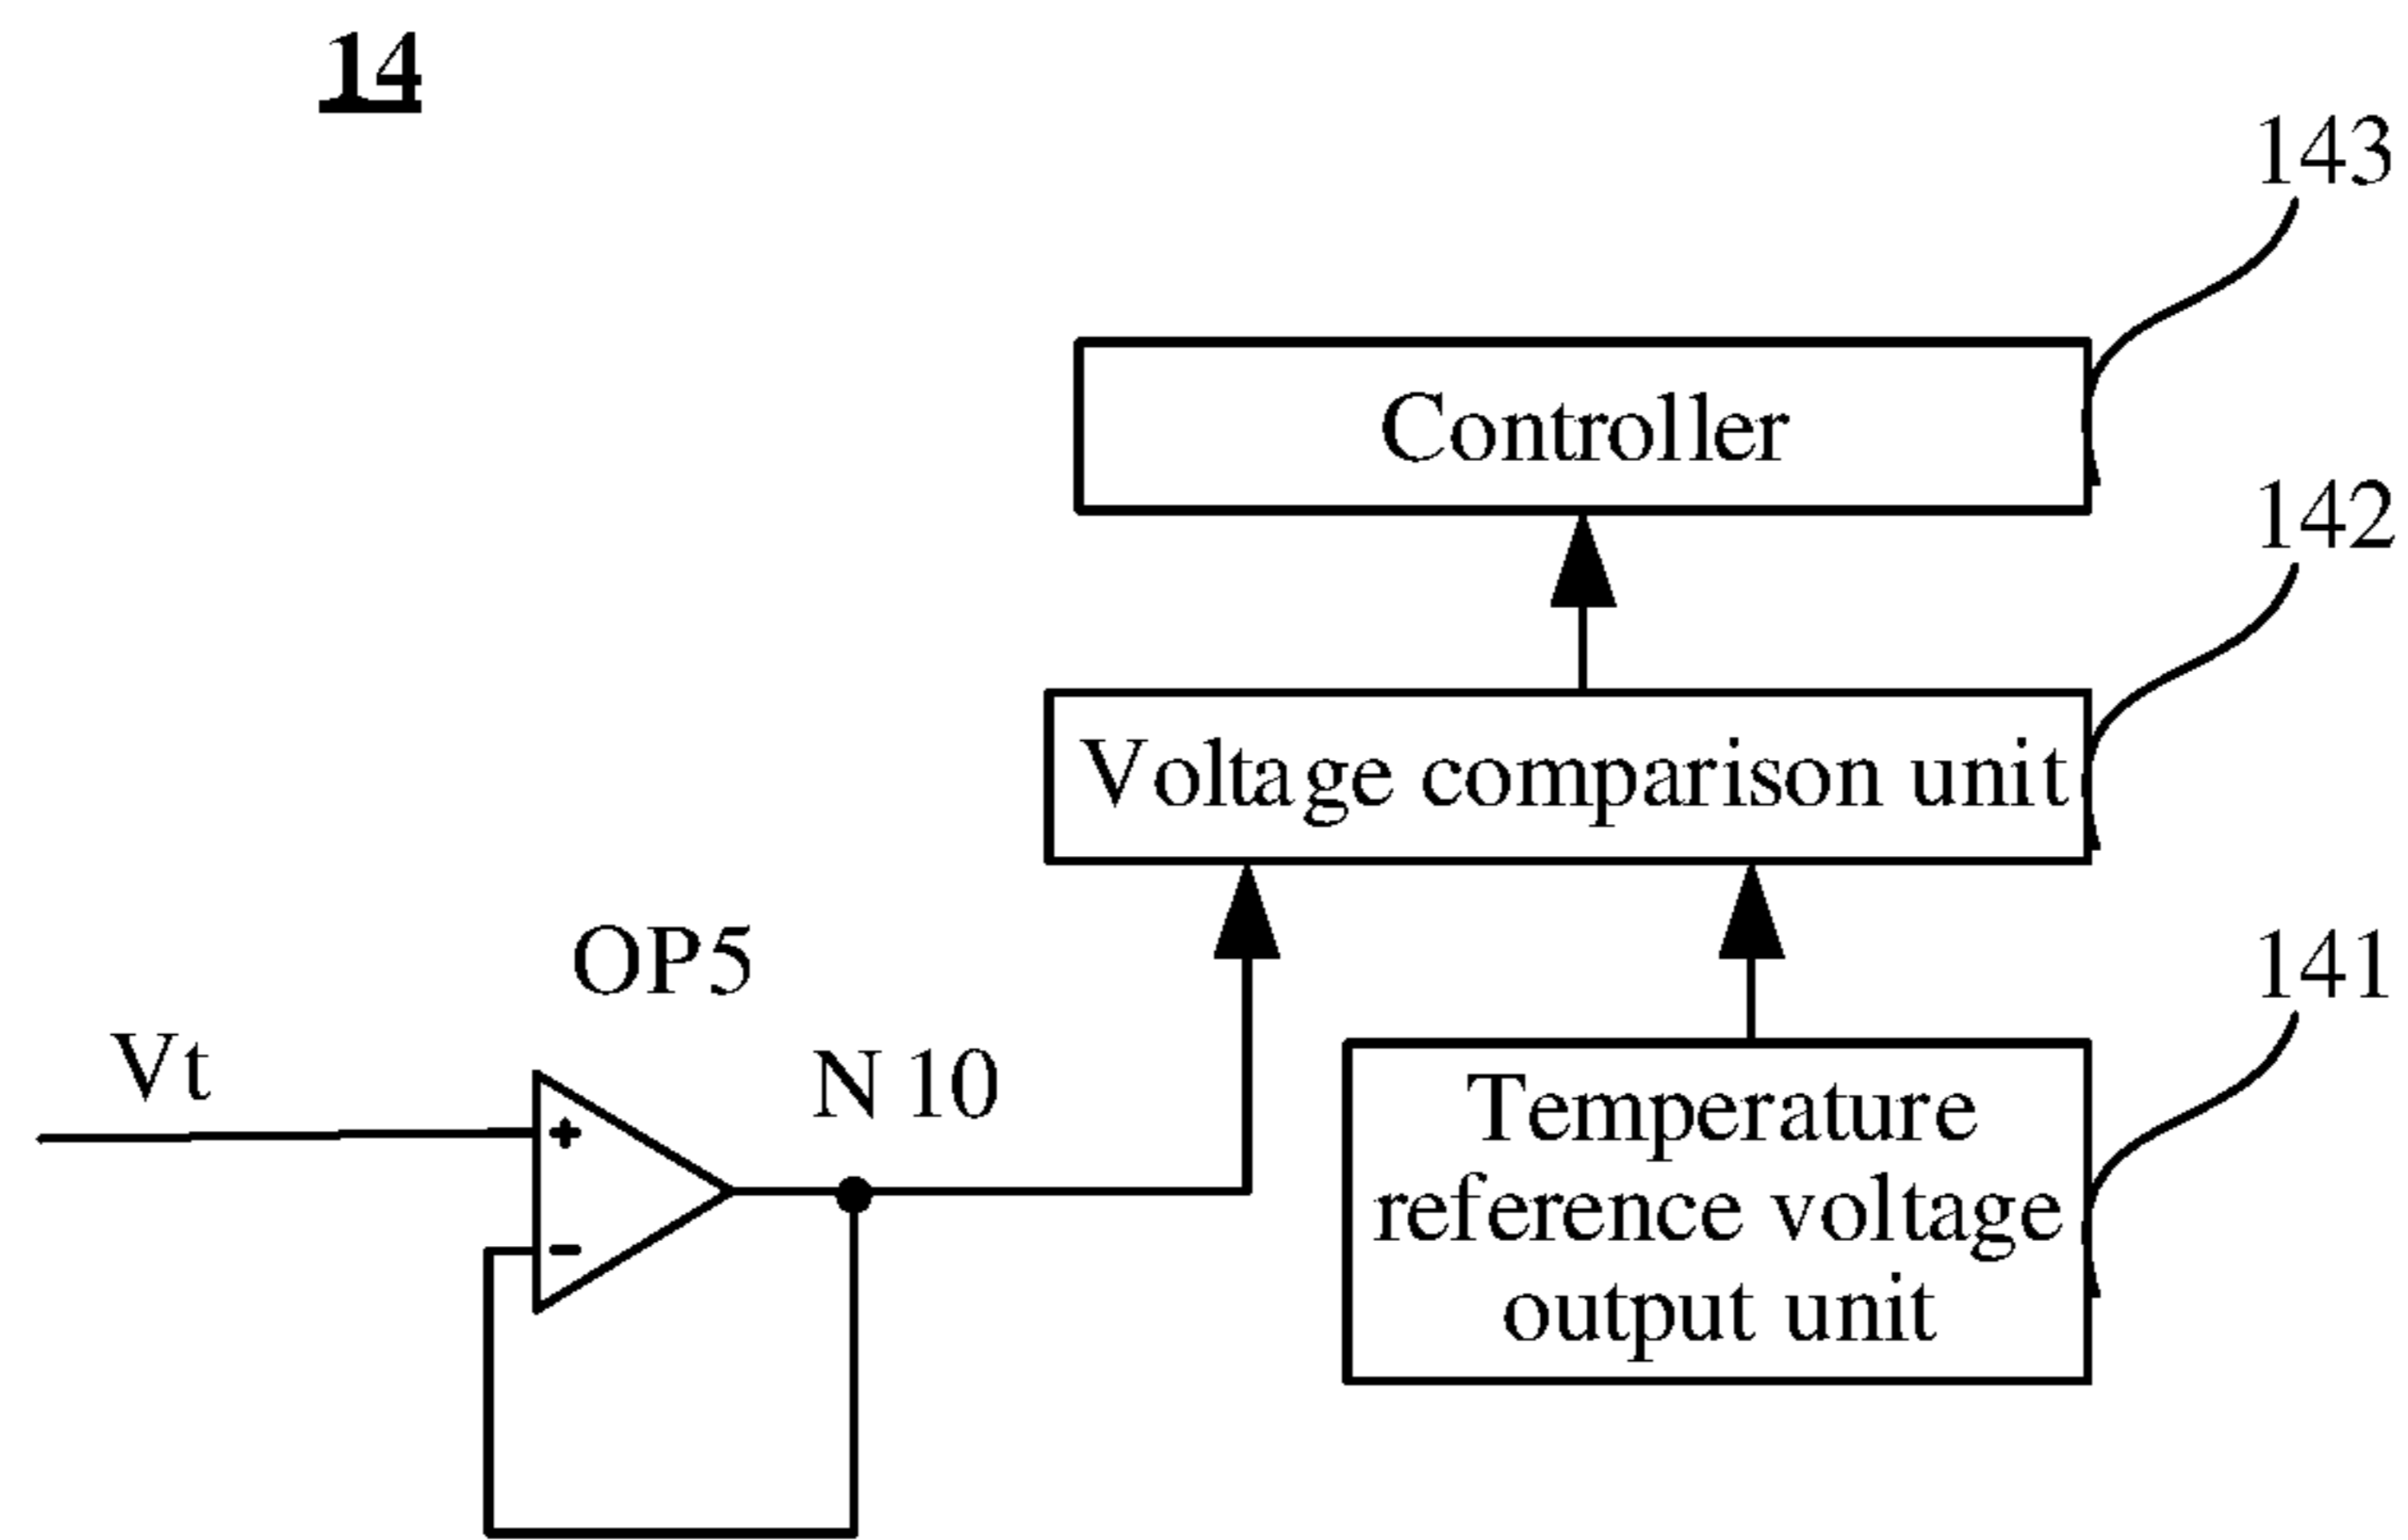 14
143
Controller
142
Voltage comparison unit
OP5
141
Vt
N 10
+
−
Temperature
reference voltage
output unit